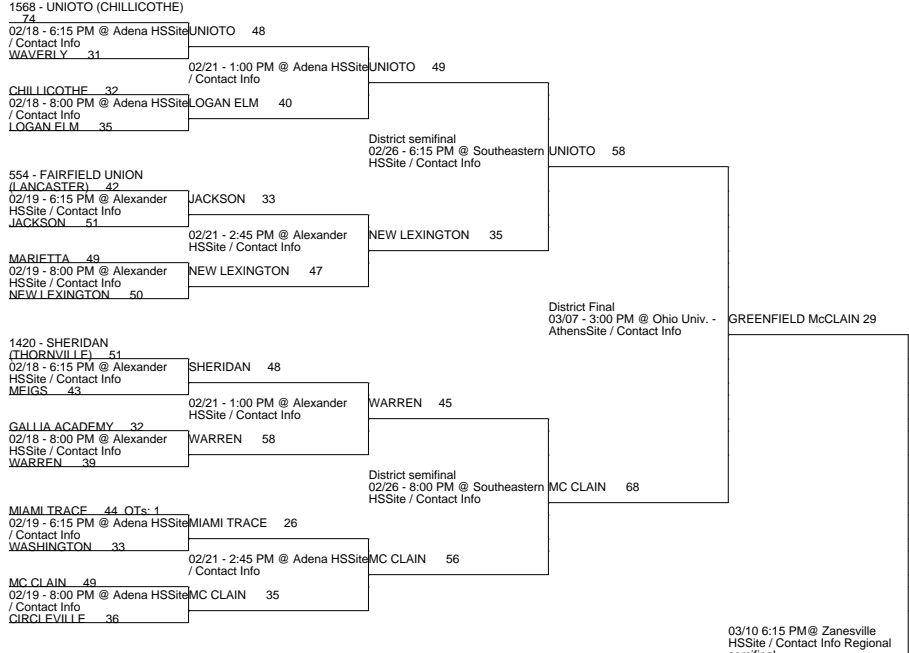 1568 - UNIOTO (CHILLICOTHE)
74
02/18 - 6:15 PM @ Adena HSSite
/ Contact Info
WAVERLY 31
UNIOTO 48
02/21 - 1:00 PM @ Adena HSSite
/ Contact Info
CHILLICOTHE 32
02/18 - 8:00 PM @ Adena HSSite
/ Contact Info
LOGAN ELM 35
LOGAN ELM 40
UNIOTO 49
District semifinal
02/26 - 6:15 PM @ Southeastern
HSSite / Contact Info
554 - FAIRFIELD UNION
(LANCASTER) 42
02/19 - 6:15 PM @ Alexander
HSSite / Contact Info
JACKSON 51
JACKSON 33
02/21 - 2:45 PM @ Alexander
HSSite / Contact Info
MARIETTA 49
02/19 - 8:00 PM @ Alexander
HSSite / Contact Info
NEW LEXINGTON 50
NEW LEXINGTON 47
NEW LEXINGTON 35
UNIOTO 58
District Final
03/07 - 3:00 PM @ Ohio Univ. -
AthensSite / Contact Info
GREENFIELD McCLAIN 29
1420 - SHERIDAN
(THORNVILLE) 51
02/18 - 6:15 PM @ Alexander
HSSite / Contact Info
MEIGS 43
SHERIDAN 48
02/21 - 1:00 PM @ Alexander
HSSite / Contact Info
GALLIA ACADEMY 32
02/18 - 8:00 PM @ Alexander
HSSite / Contact Info
WARREN 39
WARREN 58
WARREN 45
District semifinal
02/26 - 8:00 PM @ Southeastern
HSSite / Contact Info
MC CLAIN 68
MIAMI TRACE 44 OTs: 1
02/19 - 6:15 PM @ Adena HSSite
/ Contact Info
WASHINGTON 33
MIAMI TRACE 26
02/21 - 2:45 PM @ Adena HSSite
/ Contact Info
MC CLAIN 49
02/19 - 8:00 PM @ Adena HSSite
/ Contact Info
CIRCLEVILLE 36
MC CLAIN 35
MC CLAIN 56
03/10 6:15 PM@ Zanesville
HSSite / Contact Info Regional
semifinal